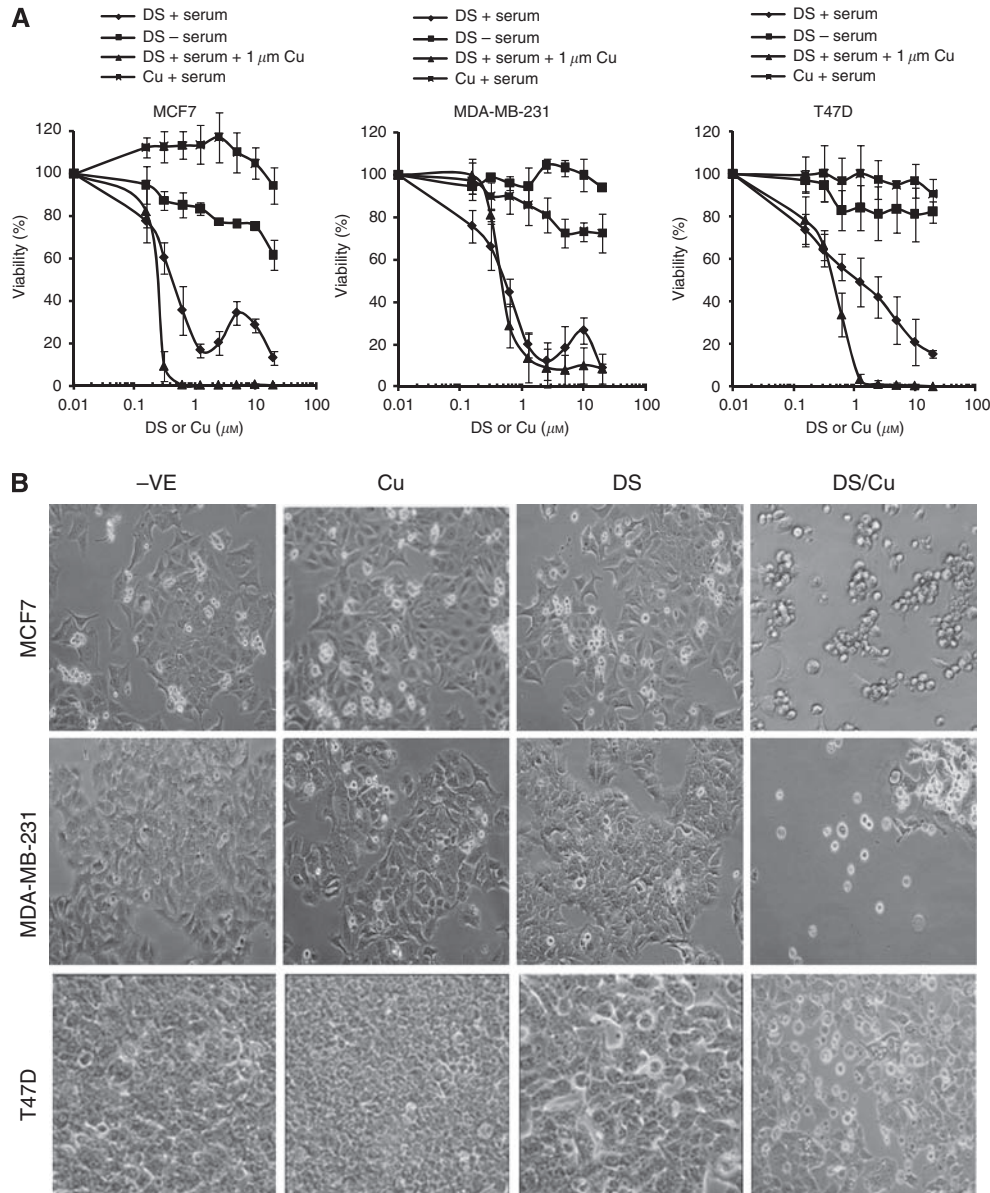 A
DS + serum
DS – serum
DS + serum + 1 μm Cu
Cu + serum
MCF7
120
100
80
60
40
20
0
Viability (%)
0.01
0.1
1
10
100
DS or Cu (μM)
DS + serum
DS – serum
DS + serum + 1 μm Cu
Cu + serum
MDA-MB-231
120
100
80
60
40
20
0
Viability (%)
0.01
0.1
1
10
100
DS or Cu (μM)
DS + serum
DS – serum
DS + serum + 1 μm Cu
Cu + serum
T47D
120
100
80
60
40
20
0
Viability (%)
0.01
0.1
1
10
100
DS or Cu (μM)
B
–VE
Cu
DS
DS/Cu
MCF7
MDA-MB-231
T47D